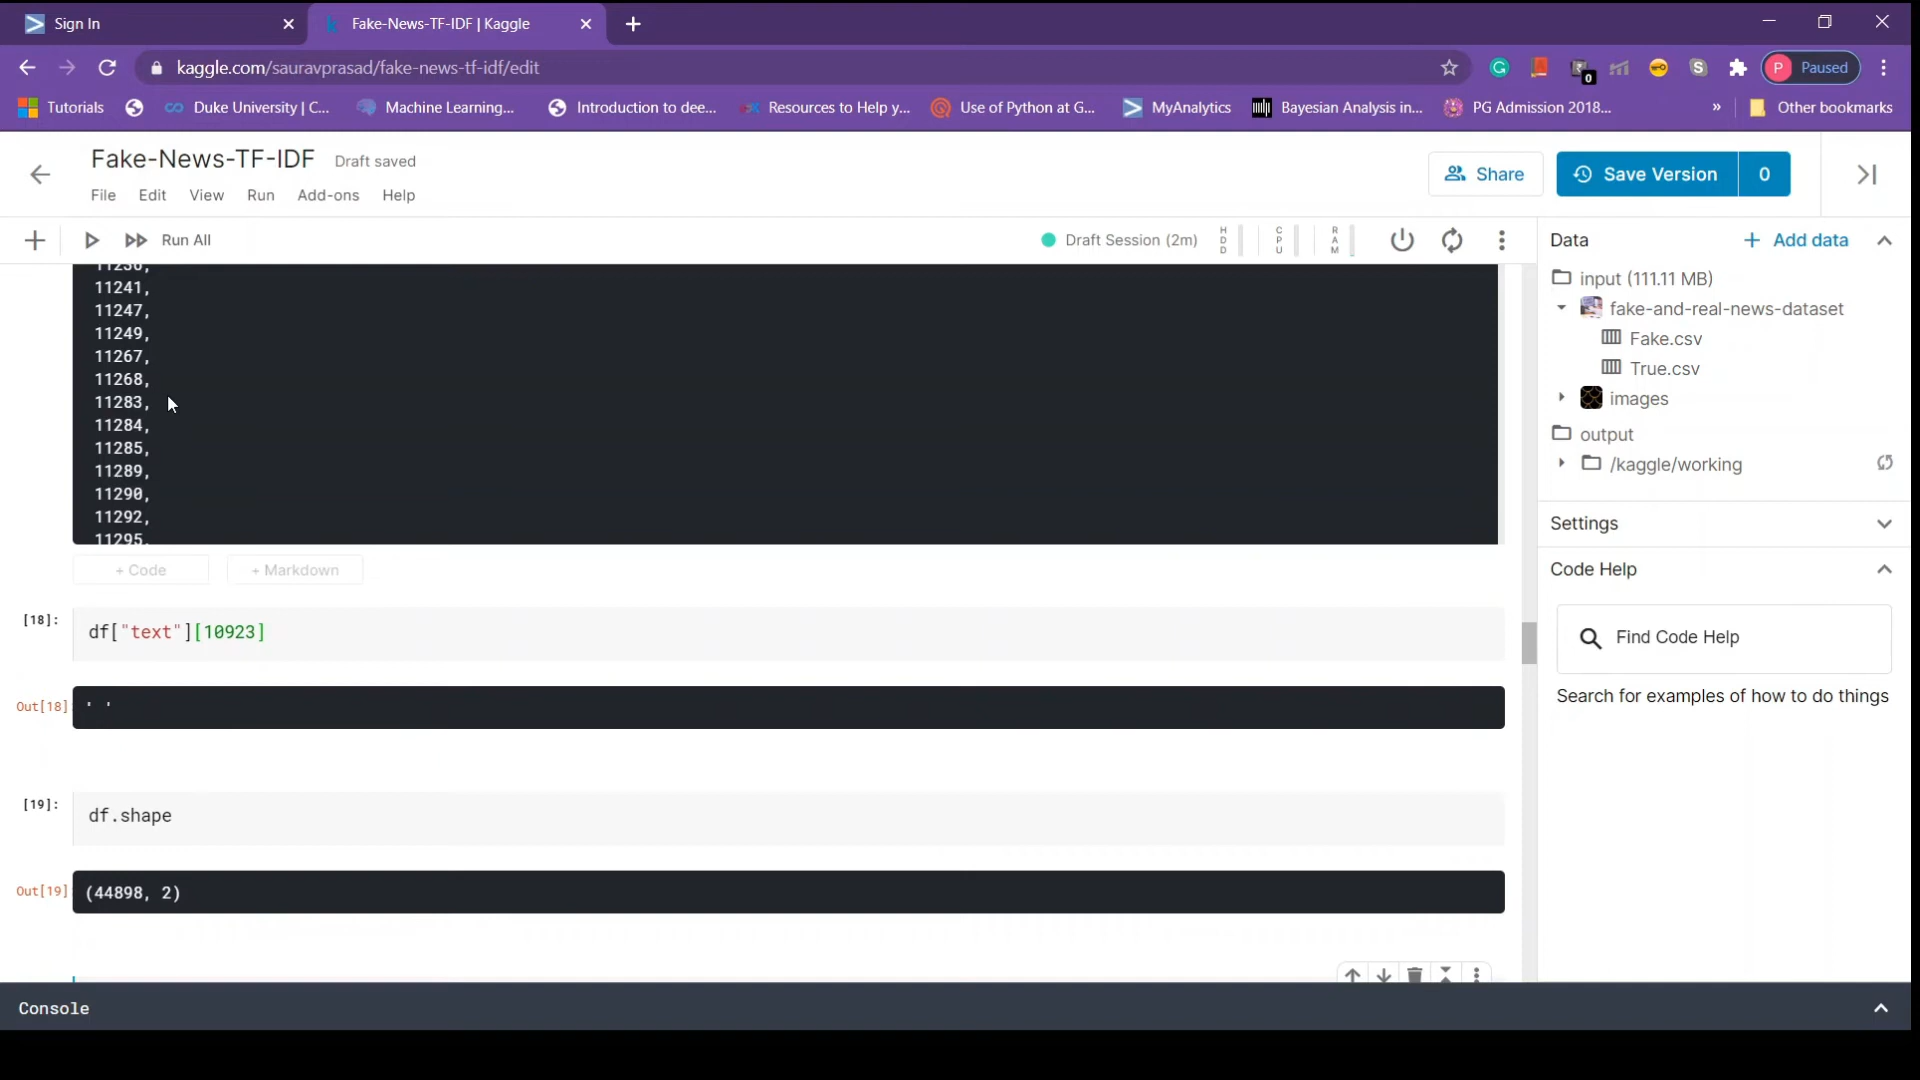 Sign In
Fake-News-TF-IDF | Kaggle
kaggle.com/sauravprasad/fake-news-tf-idf/edit
0
P Paused
Tutorials
Duke University | C...
Machine Learning...
Introduction to dee...
Resources to Help y...
Use of Python at G...
MyAnalytics
Bayesian Analysis in...
PG Admission 2018...
»
Other bookmarks
Fake-News-TF-IDF
Draft saved
File Edit View Run Add-ons Help
Share
Save Version 0
Run All
Draft Session (2m)
HDD
CPU
RAM
Data
+ Add data
input (111.11 MB)
fake-and-real-news-dataset
Fake.csv
True.csv
images
output
/kaggle/working
Settings
Code Help
Find Code Help
Search for examples of how to do things
11236,
11241,
11247,
11249,
11267,
11268,
11283,
11284,
11285,
11289,
11290,
11292,
11295,
+ Code
+ Markdown
[18]:
df["text"][10923]
Out[18]
' '
[19]:
df.shape
Out[19]
(44898, 2)
Console